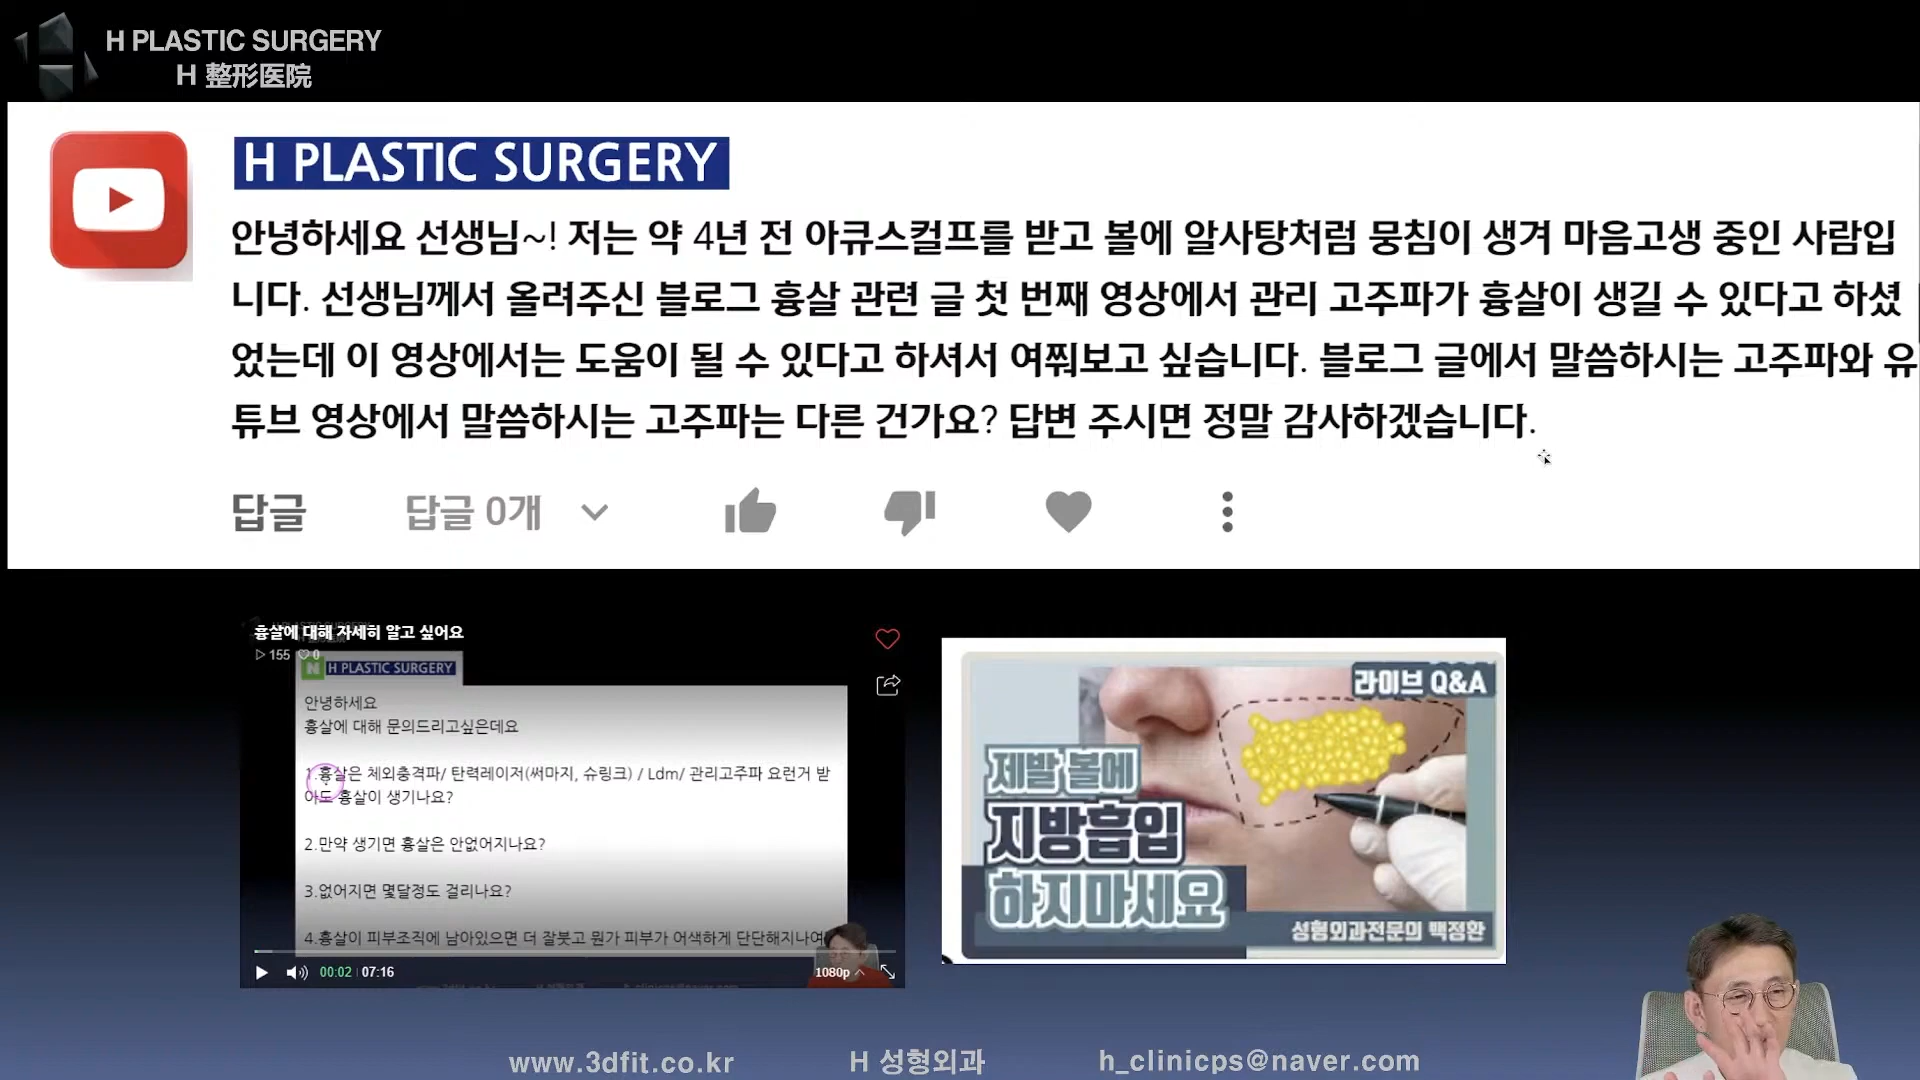 H PLASTIC SURGERY
H 整形医院
H PLASTIC SURGERY
안녕하세요 선생님~! 저는 약 4년 전 아큐스컬프를 받고 볼에 알사탕처럼 뭉침이 생겨 마음고생 중인 사람입
니다. 선생님께서 올려주신 블로그 흉살 관련 글 첫 번째 영상에서 관리 고주파가 흉살이 생길 수 있다고 하셨
었는데 이 영상에서는 도움이 될 수 있다고 하셔서 여쭤보고 싶습니다. 블로그 글에서 말씀하시는 고주파와 유
튜브 영상에서 말씀하시는 고주파는 다른 건가요? 답변 주시면 정말 감사하겠습니다.
답글 답글 0개
흉살에 대해 자세히 알고 싶어요
155 0
N H PLASTIC SURGERY
안녕하세요
흉살에 대해 문의드리고싶은데요
1.흉살은 체외충격파/ 탄력레이저(써마지, 슈링크) / Ldm/ 관리고주파 요런거 받
아도 흉살이 생기나요?
2.만약 생기면 흉살은 안없어지나요?
3.없어지면 몇달정도 걸리나요?
4.흉살이 피부조직에 남아있으면 더 잘붓고 뭔가 피부가 어색하게 단단해지나여
00:02 07:16
1080p
라이브 Q&A
제발 볼에
지방흡입
하지마세요
성형외과전문의 백정환
www.3dfit.co.kr H 성형외과 h_clinicps@naver.com